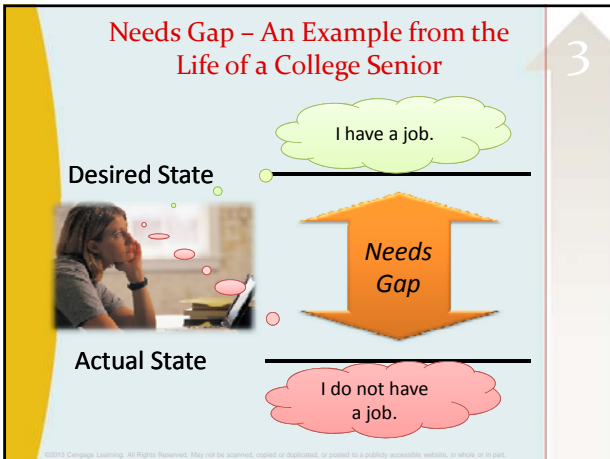 Needs Gap – An Example from the
Life of a College Senior
3
I have a job.
Desired State
Needs
Gap
Actual State
I do not have
a job.
©2013 Cengage Learning. All Rights Reserved. May not be scanned, copied or duplicated, or posted to a publicly accessible website, in whole or in part.